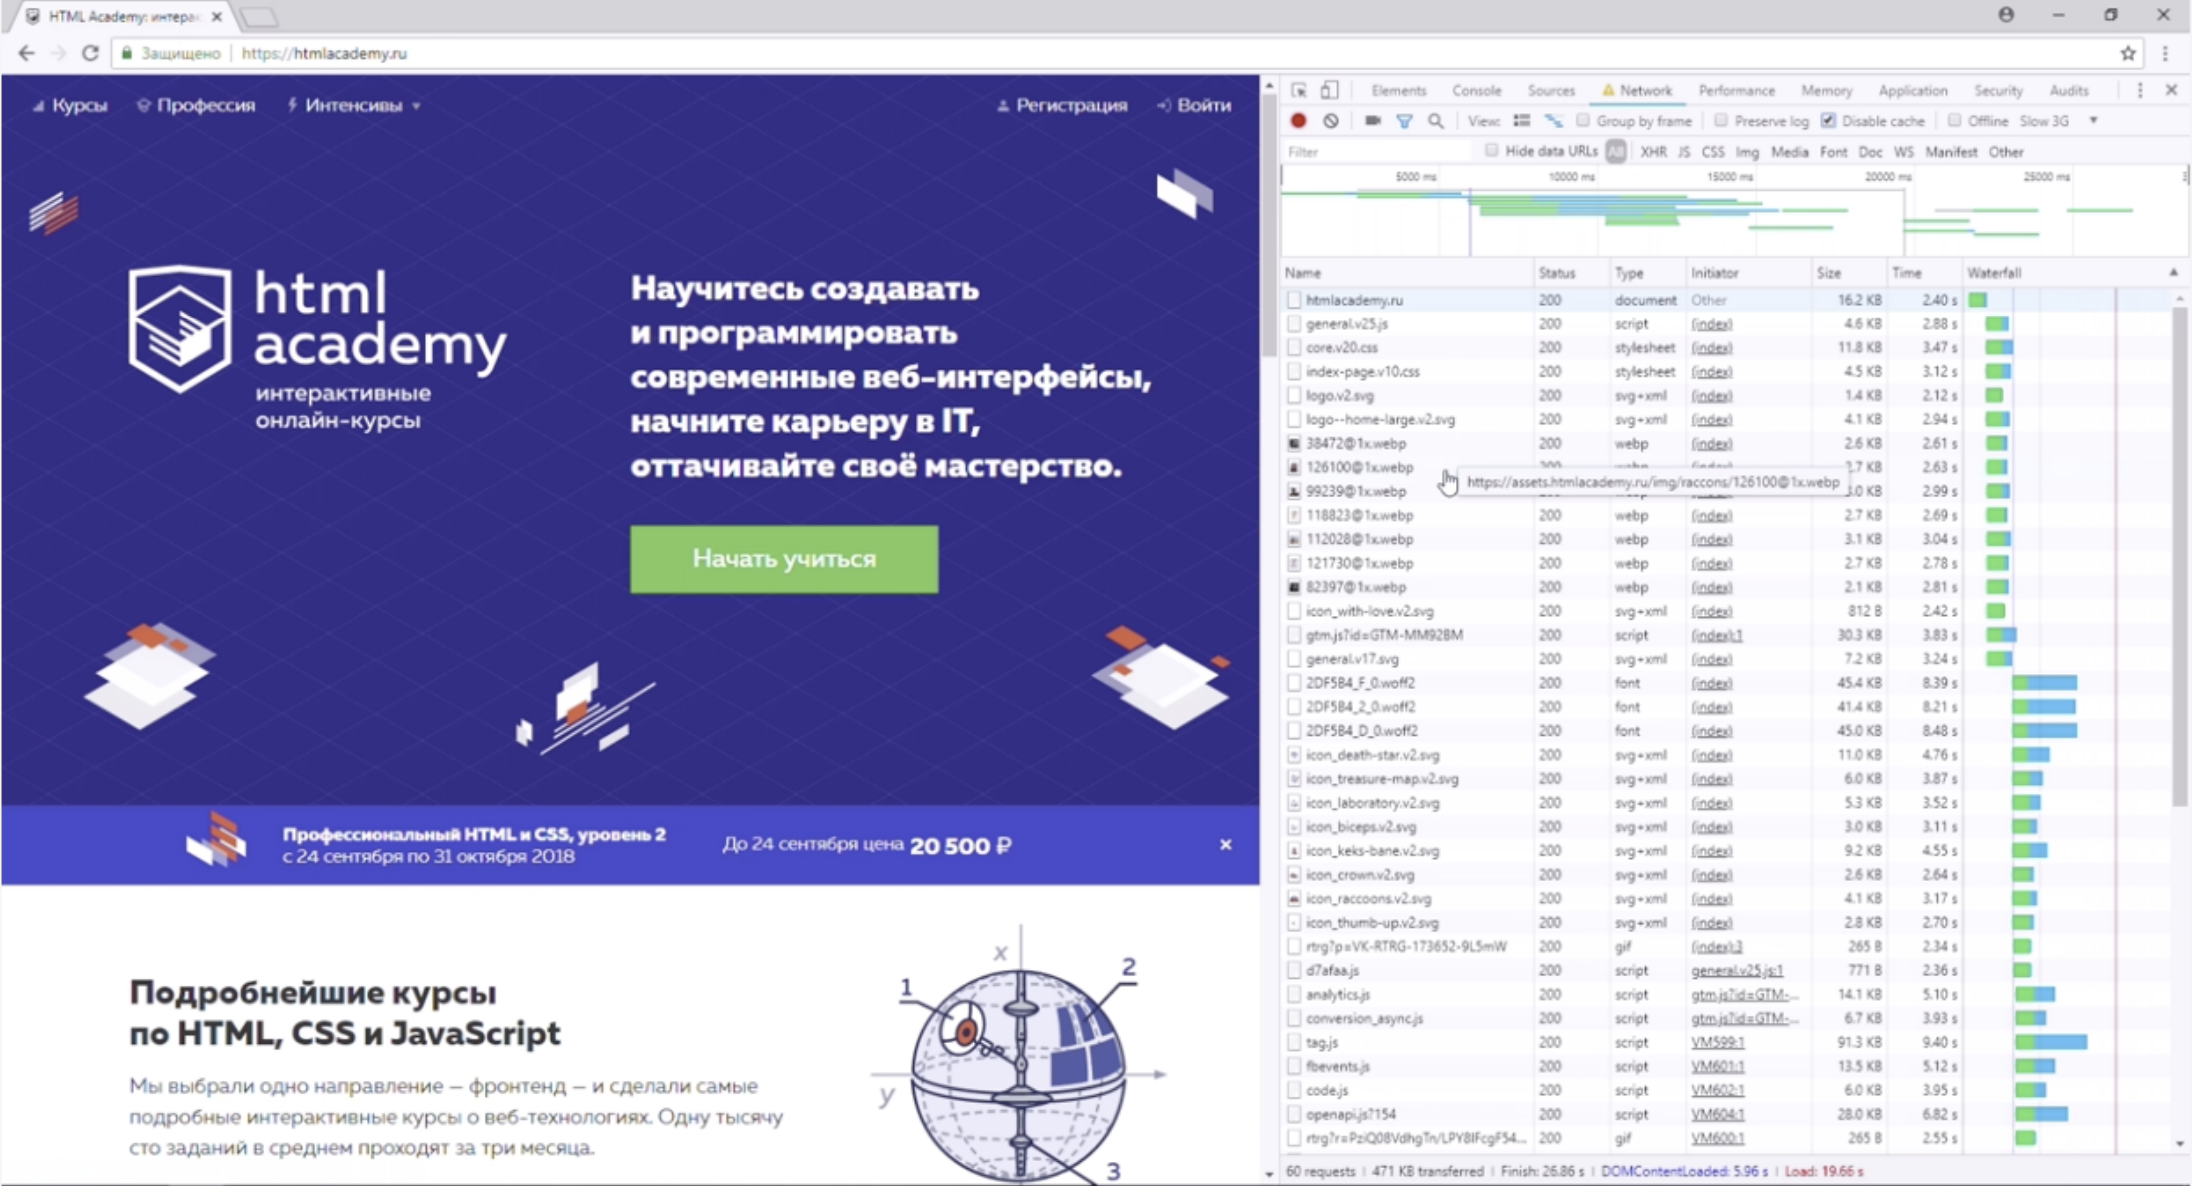 HTML Academy: интерак
Защищено
https://htmlacademy.ru
Курсы Профессия Интенсивы Регистрация Войти
html
academy
интерактивные
онлайн-курсы
Научитесь создавать
и программировать
современные веб-интерфейсы,
начните карьеру в IT,
оттачивайте своё мастерство.
Начать учиться
Профессиональный HTML и CSS, уровень 2
с 24 сентября по 31 октября 2018
До 24 сентября цена 20 500 ₽
Подробнейшие курсы
по HTML, CSS и JavaScript
Мы выбрали одно направление – фронтенд – и сделали самые
подробные интерактивные курсы о веб-технологиях. Одну тысячу
сто заданий в среднем проходят за три месяца.
x
1
2
y
3
Elements Console Sources Network Performance Memory Application Security Audits
View: Group by frame Preserve log Disable cache Offline Slow 3G
Filter Hide data URLs All XHR JS CSS Img Media Font Doc WS Manifest Other
5000 ms 10000 ms 15000 ms 20000 ms 25000 ms
Name Status Type Initiator Size Time Waterfall
htmlacademy.ru 200 document Other 16.2 KB 2.40 s
general.v25.js 200 script (index) 4.6 KB 2.88 s
core.v20.css 200 stylesheet (index) 11.8 KB 3.47 s
index-page.v10.css 200 stylesheet (index) 4.5 KB 3.12 s
logo.v2.svg 200 svg+xml (index) 1.4 KB 2.12 s
logo--home-large.v2.svg 200 svg+xml (index) 4.1 KB 2.94 s
38472@1x.webp 200 webp (index) 2.6 KB 2.61 s
126100@1x.webp 2.63 s
https://assets.htmlacademy.ru/img/raccons/126100@1x.webp
99239@1x.webp 200 webp (index) 2.99 s
118823@1x.webp 200 webp (index) 2.7 KB 2.69 s
112028@1x.webp 200 webp (index) 3.1 KB 3.04 s
121730@1x.webp 200 webp (index) 2.7 KB 2.78 s
82397@1x.webp 200 webp (index) 2.1 KB 2.81 s
icon_with-love.v2.svg 200 svg+xml (index) 812 B 2.42 s
gtm.js?id=GTM-MM92BM 200 script (index):1 30.3 KB 3.83 s
general.v17.svg 200 svg+xml (index) 7.2 KB 3.24 s
2DF5B4_F_0.woff2 200 font (index) 45.4 KB 8.39 s
2DF5B4_2_0.woff2 200 font (index) 41.4 KB 8.21 s
2DF5B4_D_0.woff2 200 font (index) 45.0 KB 8.48 s
icon_death-star.v2.svg 200 svg+xml (index) 11.0 KB 4.76 s
icon_treasure-map.v2.svg 200 svg+xml (index) 6.0 KB 3.87 s
icon_laboratory.v2.svg 200 svg+xml (index) 5.3 KB 3.52 s
icon_biceps.v2.svg 200 svg+xml (index) 3.0 KB 3.11 s
icon_keks-bane.v2.svg 200 svg+xml (index) 9.2 KB 4.55 s
icon_crown.v2.svg 200 svg+xml (index) 2.6 KB 2.64 s
icon_raccoons.v2.svg 200 svg+xml (index) 4.1 KB 3.17 s
icon_thumb-up.v2.svg 200 svg+xml (index) 2.8 KB 2.70 s
rtrg?p=VK-RTRG-173652-9L5mW 200 gif (index):3 265 B 2.34 s
d7afaa.js 200 script general.v25.js:1 771 B 2.36 s
analytics.js 200 script gtm.js?id=GTM-... 14.1 KB 5.10 s
conversion_async.js 200 script gtm.js?id=GTM-... 6.7 KB 3.93 s
tag.js 200 script VM599:1 91.3 KB 9.40 s
fbevents.js 200 script VM601:1 13.5 KB 5.12 s
code.js 200 script VM602:1 6.0 KB 3.95 s
openapi.js?154 200 script VM604:1 28.0 KB 6.82 s
rtrg?r=PziQ08VdhgTn/LPY8IFcgF54... 200 gif VM600:1 265 B 2.55 s
60 requests | 471 KB transferred | Finish: 26.86 s | DOMContentLoaded: 5.96 s | Load: 19.66 s